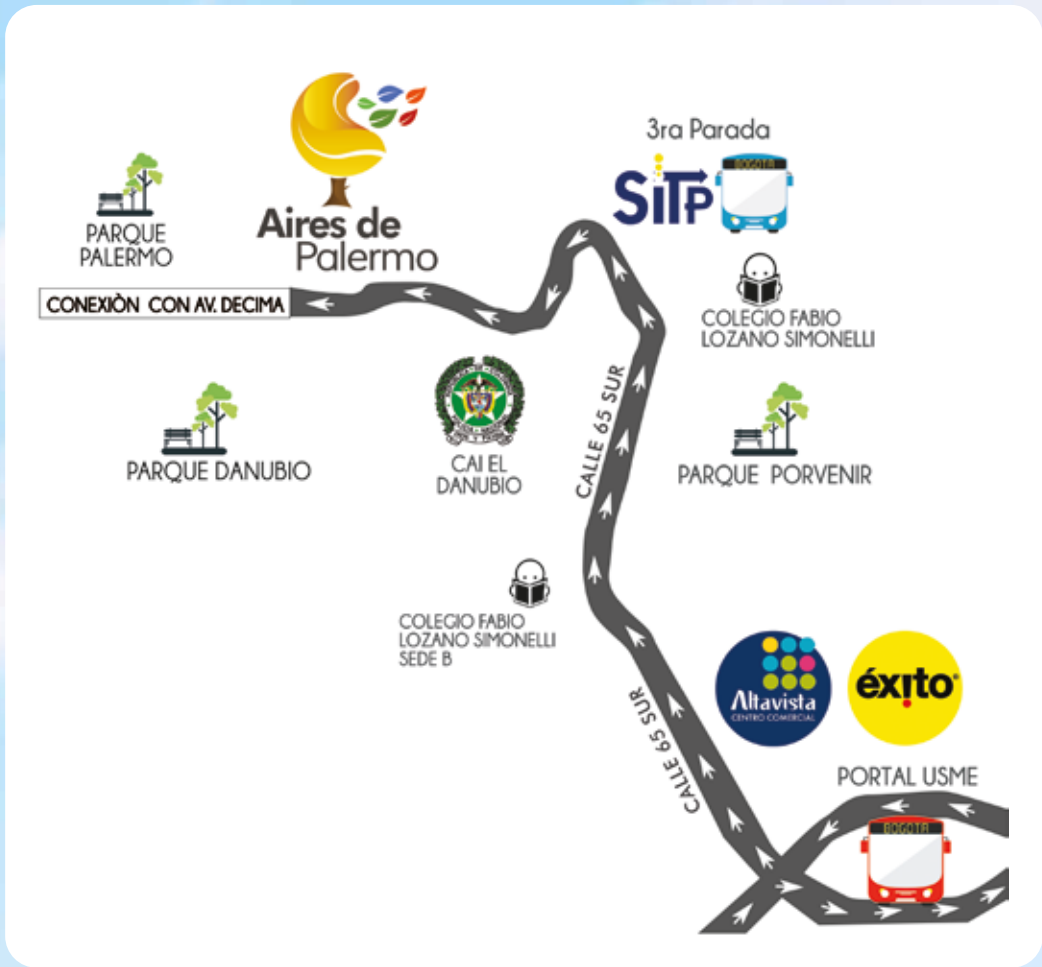 3ra Parada
SiTP
BOGOTA
Aires de
Palermo
PARQUE
PALERMO
CONEXIÒN CON AV. DECIMA
COLEGIO FABIO
LOZANO SIMONELLI
CALLE 65 SUR
PARQUE DANUBIO
CAI EL
DANUBIO
PARQUE PORVENIR
COLEGIO FABIO
LOZANO SIMONELLI
SEDE B
CALLE 65 SUR
Altavista
CENTRO COMERCIAL
éxito
PORTAL USME
BOGOTA